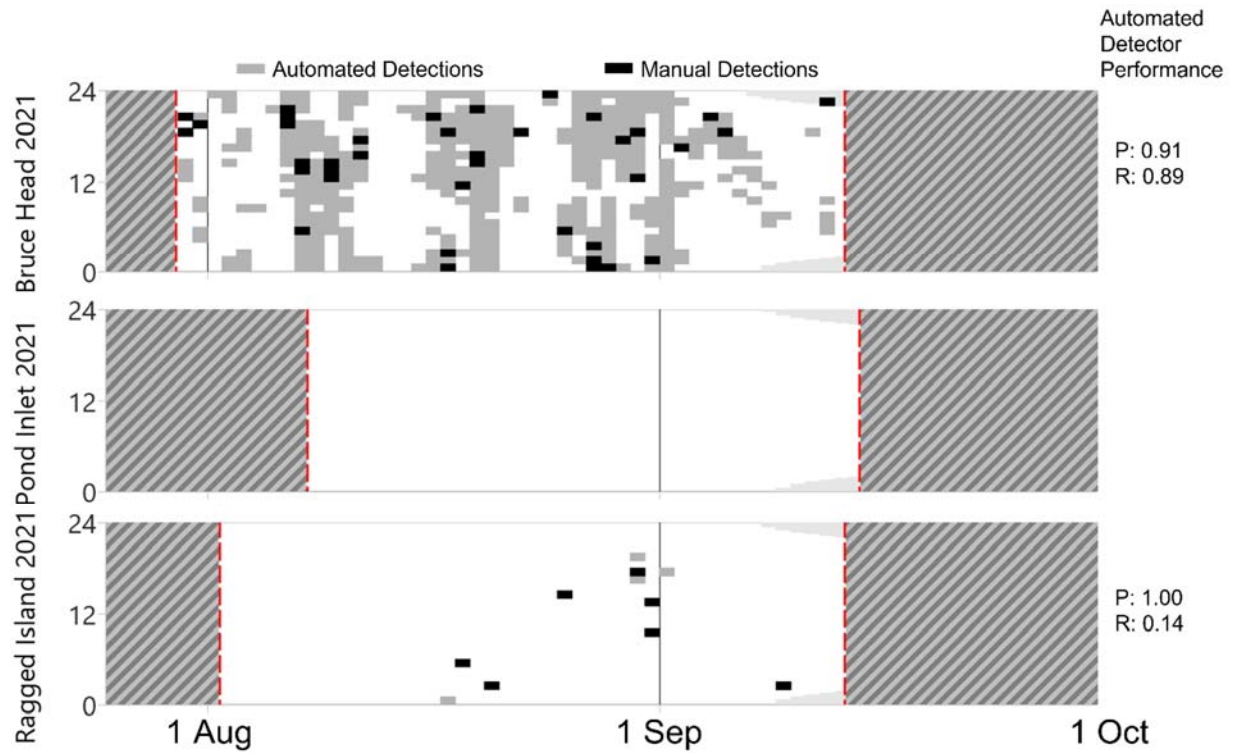 Automated
Detector
Performance
Automated Detections
Manual Detections
Bruce Head 2021
24
12
0
P: 0.91
R: 0.89
Pond Inlet 2021
24
12
0
Ragged Island 2021
24
12
0
P: 1.00
R: 0.14
1 Aug
1 Sep
1 Oct